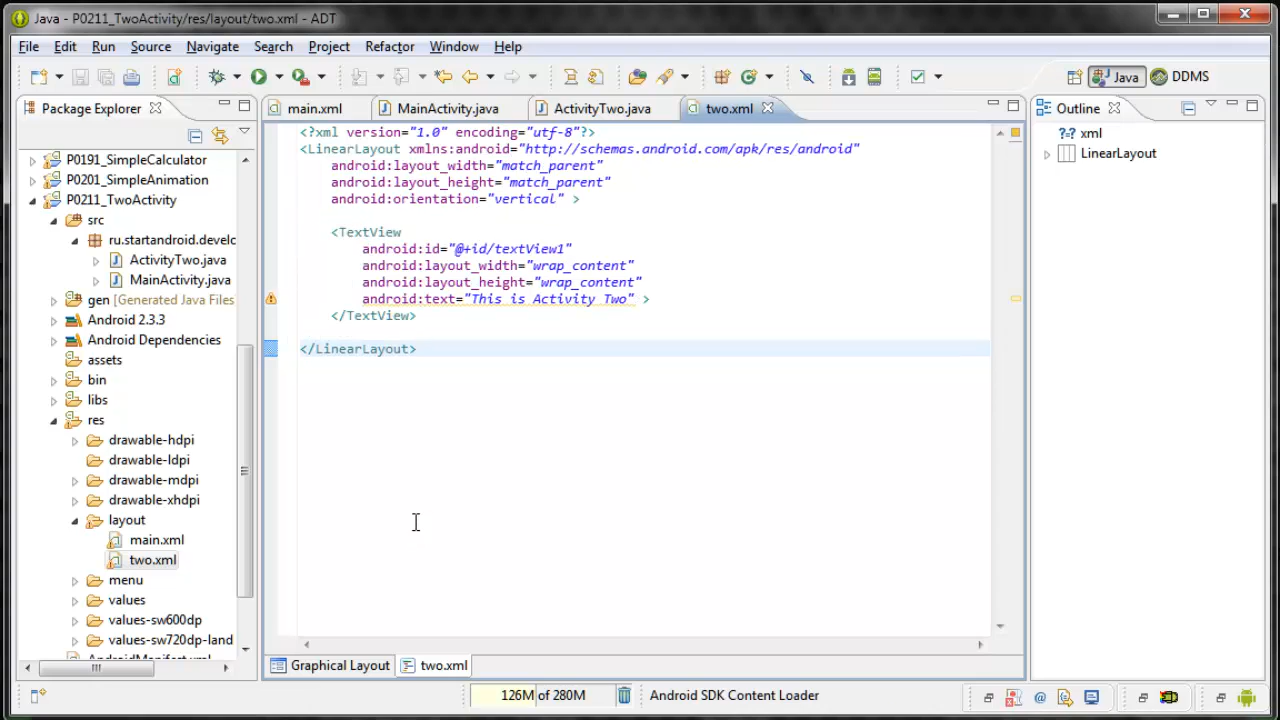 Java - P0211_TwoActivity/res/layout/two.xml - ADT
File Edit Run Source Navigate Search Project Refactor Window Help
Java DDMS
Package Explorer
P0191_SimpleCalculator
P0201_SimpleAnimation
P0211_TwoActivity
src
ru.startandroid.develc
ActivityTwo.java
MainActivity.java
gen [Generated Java Files
Android 2.3.3
Android Dependencies
assets
bin
libs
res
drawable-hdpi
drawable-ldpi
drawable-mdpi
drawable-xhdpi
layout
main.xml
two.xml
menu
values
values-sw600dp
values-sw720dp-land
AndroidManifest.xml
main.xml MainActivity.java ActivityTwo.java two.xml
<?xml version="1.0" encoding="utf-8"?>
<LinearLayout xmlns:android="http://schemas.android.com/apk/res/android"
android:layout_width="match_parent"
android:layout_height="match_parent"
android:orientation="vertical" >
<TextView
android:id="@+id/textView1"
android:layout_width="wrap_content"
android:layout_height="wrap_content"
android:text="This is Activity Two" >
</TextView>
</LinearLayout>
Graphical Layout two.xml
Outline
xml
LinearLayout
126M of 280M Android SDK Content Loader